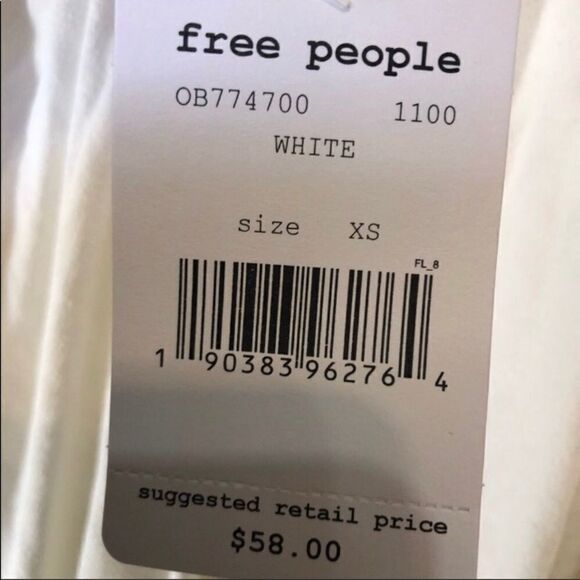 free people
OB774700 1100
WHITE
size XS
FL_8
1 90383 96276 4
suggested retail price
$58.00